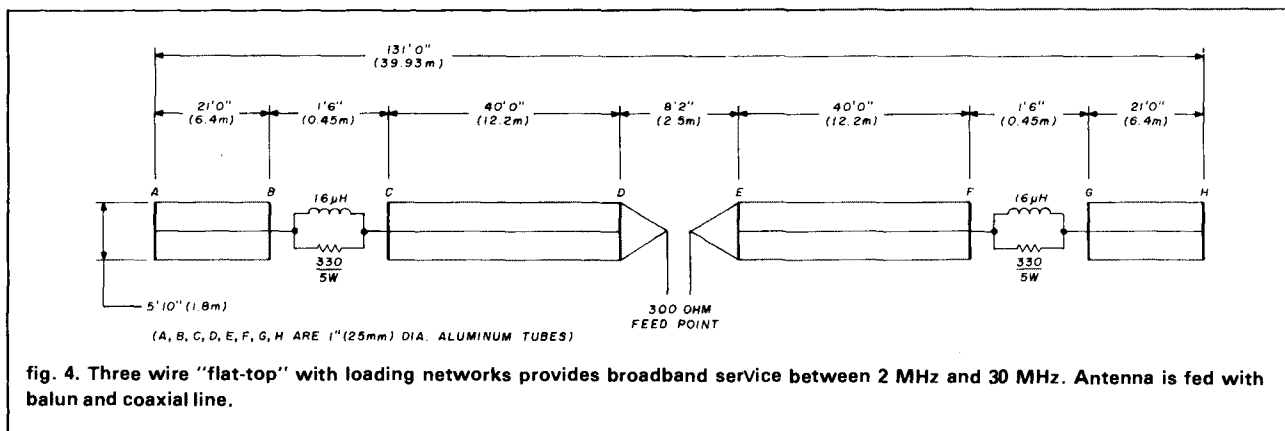 131'0"
(39.93m)
21'0"
(6.4m)
1'6"
(0.45m)
40'0"
(12.2m)
8'2"
(2.5m)
40'0"
(12.2m)
1'6"
(0.45m)
21'0"
(6.4m)
A
B
C
D
E
F
G
H
16µH
330
5W
16µH
330
5W
5'10" (1.8m)
300 OHM
FEED POINT
(A, B, C, D, E, F, G, H ARE 1" (25mm) DIA. ALUMINUM TUBES)
fig. 4. Three wire "flat-top" with loading networks provides broadband service between 2 MHz and 30 MHz. Antenna is fed with
balun and coaxial line.